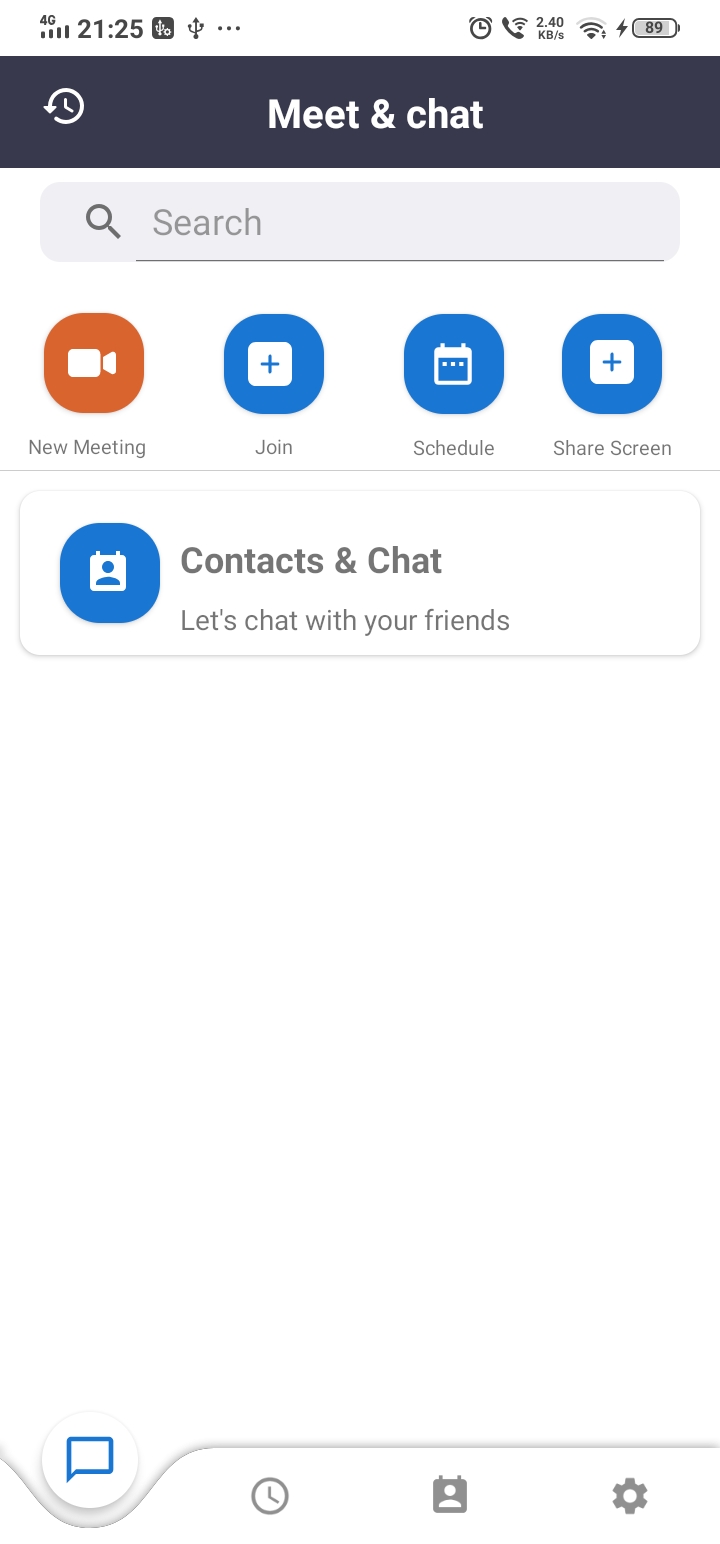 4G 21:25 ... 2.40 KB/s 89
Meet & chat
Search
New Meeting Join Schedule Share Screen
Contacts & Chat
Let's chat with your friends